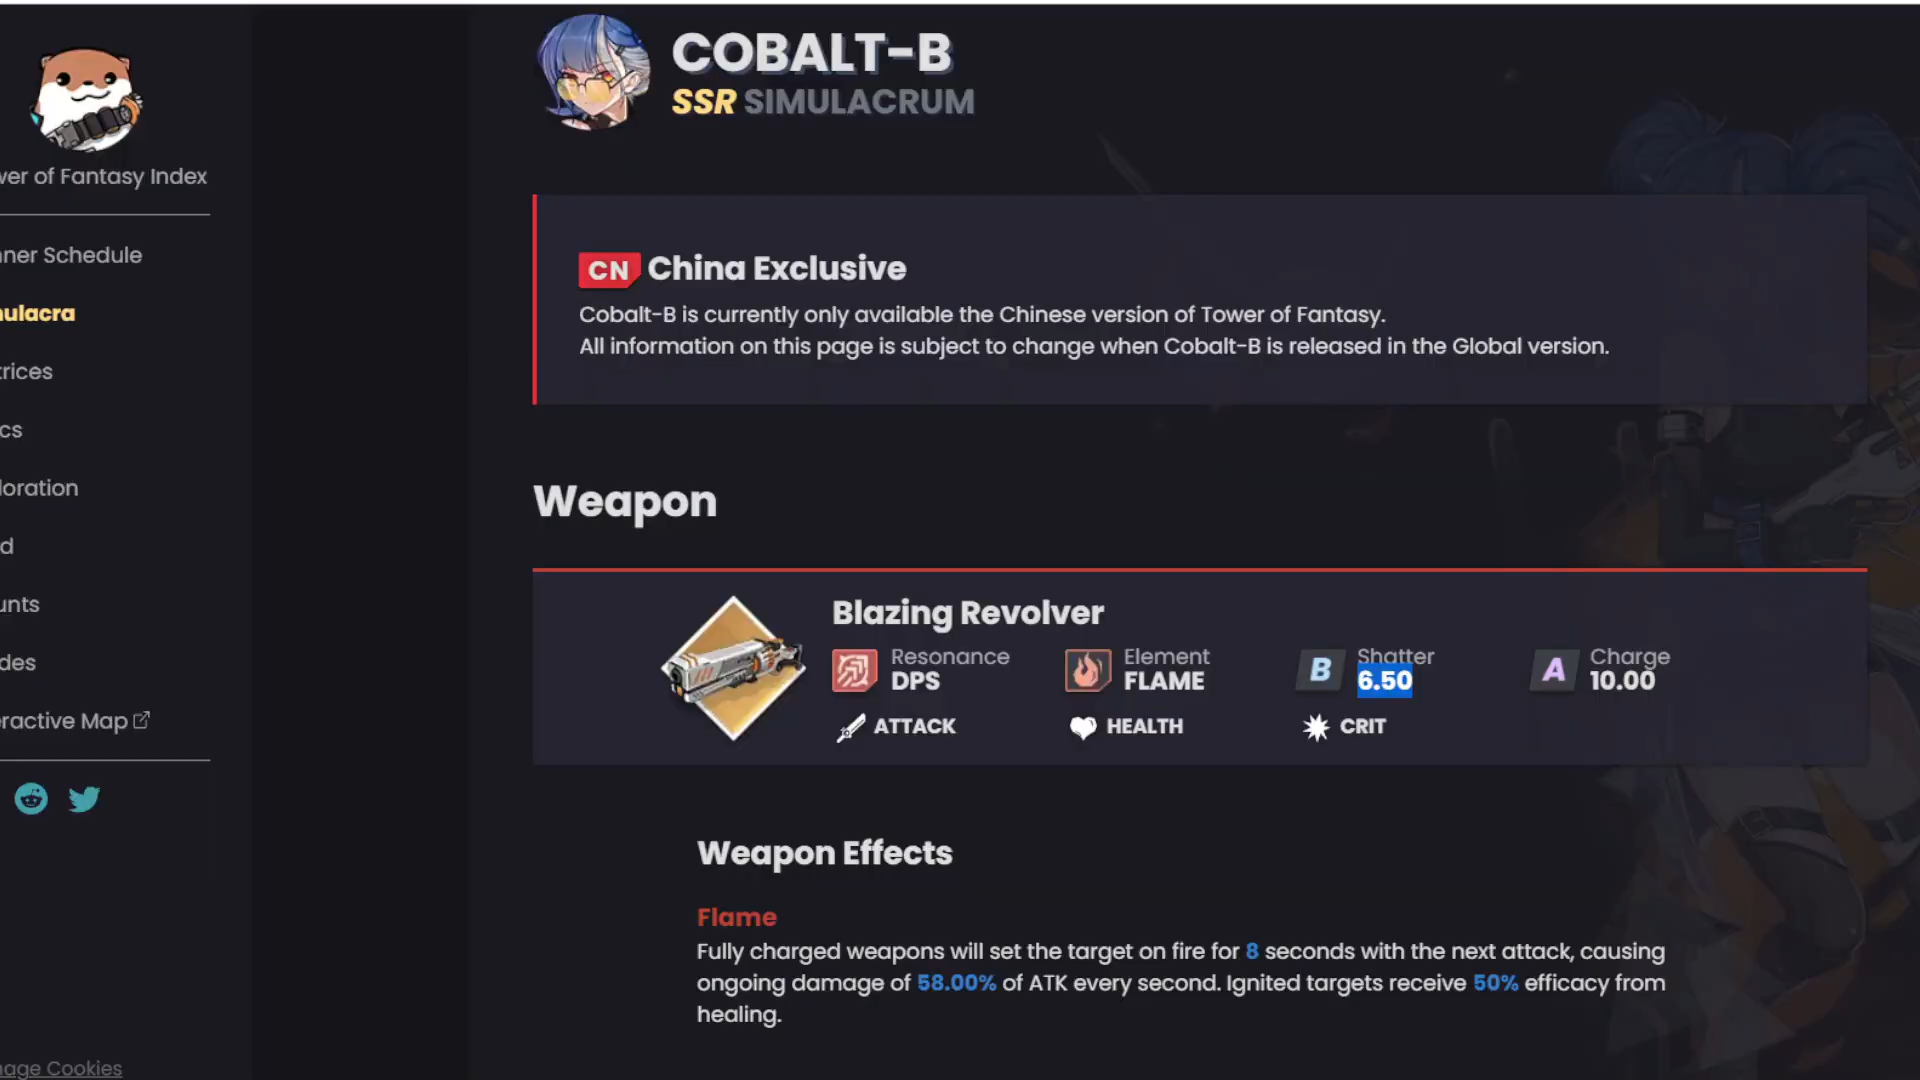 COBALT-B
SSR SIMULACRUM
wer of Fantasy Index
nner Schedule
nulacra
trices
cs
loration
d
unts
des
eractive Map
nage Cookies
CN China Exclusive
Cobalt-B is currently only available the Chinese version of Tower of Fantasy.
All information on this page is subject to change when Cobalt-B is released in the Global version.
Weapon
Blazing Revolver
Resonance
DPS
Element
FLAME
B
Shatter
6.50
A
Charge
10.00
ATTACK
HEALTH
CRIT
Weapon Effects
Flame
Fully charged weapons will set the target on fire for 8 seconds with the next attack, causing
ongoing damage of 58.00% of ATK every second. Ignited targets receive 50% efficacy from
healing.